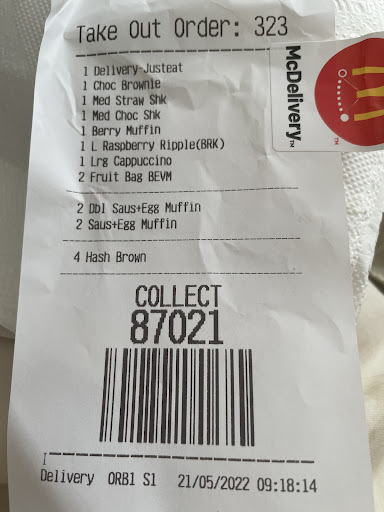 Take Out Order: 323
McDelivery™
1 Delivery-Justeat
1 Choc Brownie
1 Med Straw Shk
1 Med Choc Shk
1 Berry Muffin
1 L Raspberry Ripple(BRK)
1 Lrg Cappuccino
2 Fruit Bag BEVM
2 Dbl Saus+Egg Muffin
2 Saus+Egg Muffin
4 Hash Brown
COLLECT
87021
Delivery ORB1 S1 21/05/2022 09:18:14